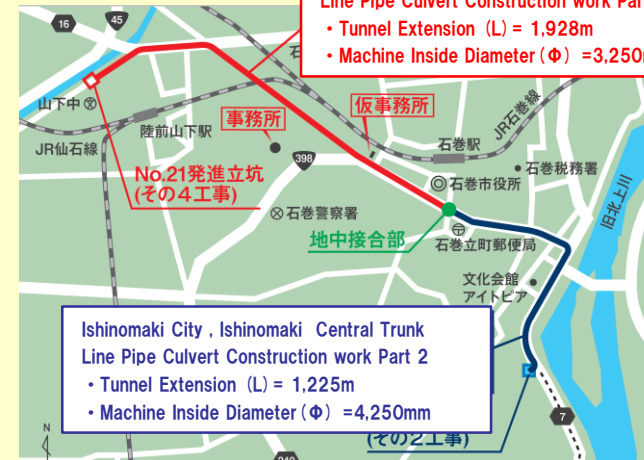 Line Pipe Culvert Construction work Par
・Tunnel Extension (L)= 1,928m
・Machine Inside Diameter(Φ) =3,250m
16
45
山下中
陸前山下駅
事務所
仮事務所
石巻駅
JR石巻線
JR仙石線
398
No.21発進立坑
(その4工事)
石巻市役所
石巻税務署
石巻警察署
地中接合部
石巻立町郵便局
旧北上川
文化会館
アイトピア
Ishinomaki City , Ishinomaki Central Trunk
Line Pipe Culvert Construction work Part 2
・Tunnel Extension (L)= 1,225m
・Machine Inside Diameter(Φ) =4,250mm
7
(その2工事)
N